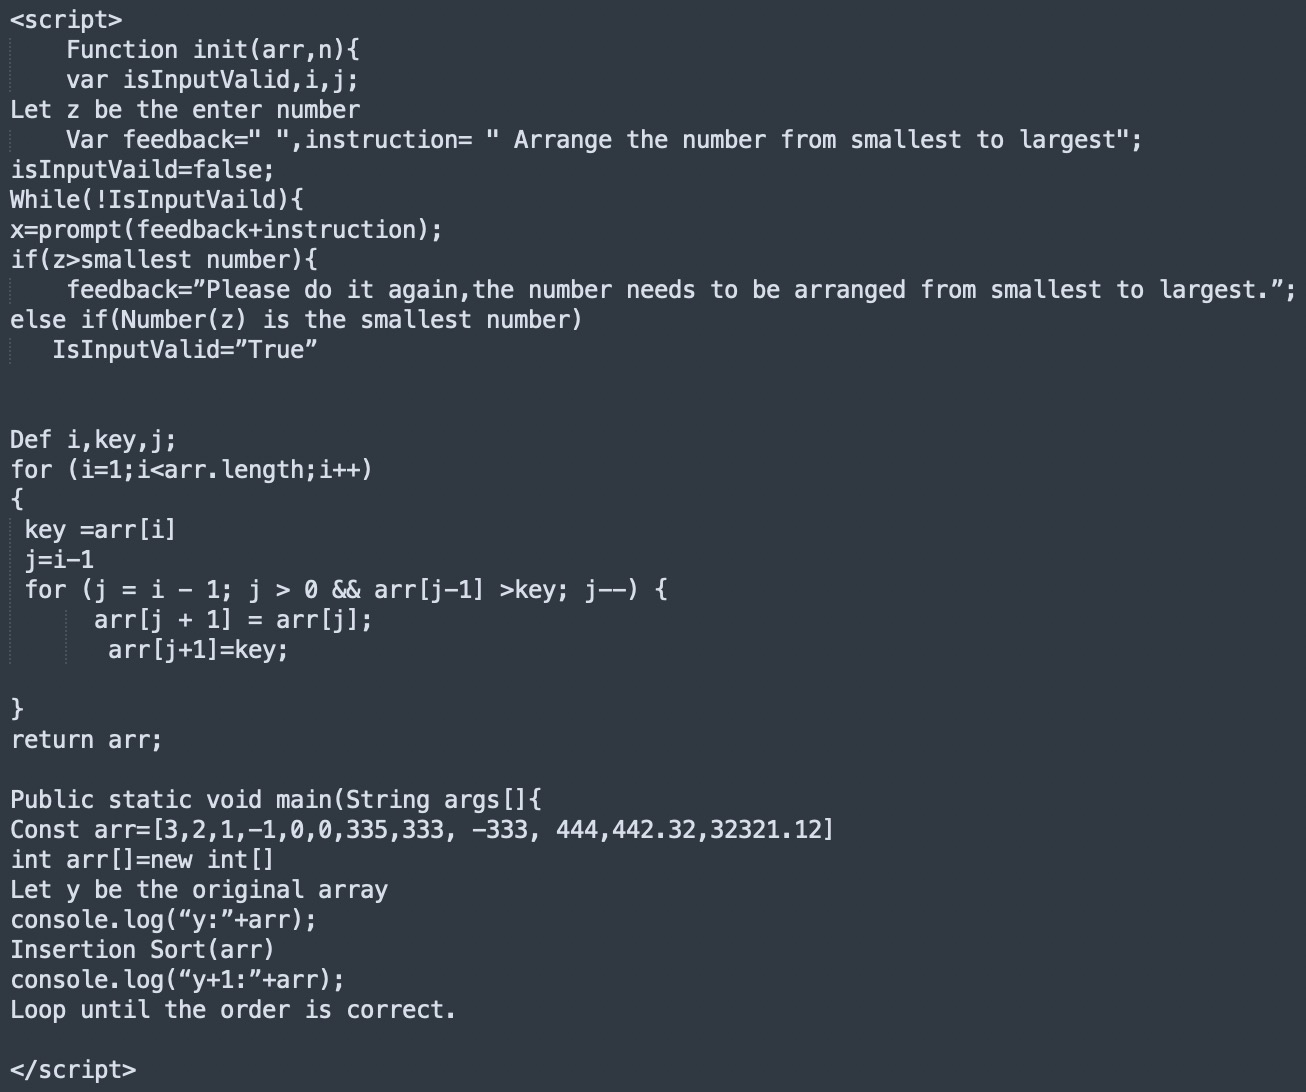 <script>
Function init(arr,n){
var isInputValid,i,j;
Let z be the enter number
Var feedback=" ",instruction= " Arrange the number from smallest to largest";
isInputVaild=false;
While(!IsInputVaild){
x=prompt(feedback+instruction);
if(z>smallest number){
feedback=”Please do it again,the number needs to be arranged from smallest to largest.”;
else if(Number(z) is the smallest number)
IsInputValid=”True”
Def i,key,j;
for (i=1;i<arr.length;i++)
{
key =arr[i]
j=i-1
for (j = i - 1; j > 0 && arr[j-1] >key; j--) {
arr[j + 1] = arr[j];
arr[j+1]=key;
}
return arr;
Public static void main(String args[]{
Const arr=[3,2,1,-1,0,0,335,333, -333, 444,442.32,32321.12]
int arr[]=new int[]
Let y be the original array
console.log(“y:”+arr);
Insertion Sort(arr)
console.log(“y+1:”+arr);
Loop until the order is correct.
</script>